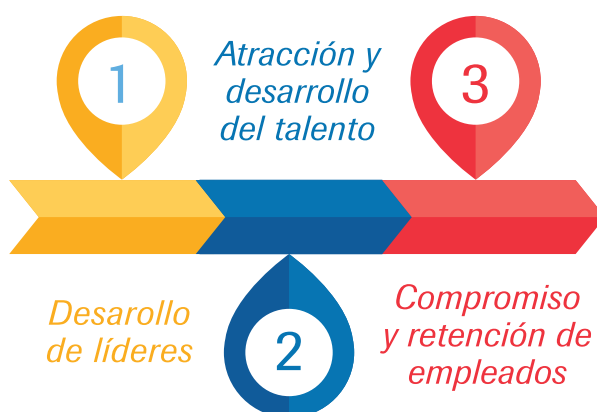 1
Atracción y
desarrollo
del talento
3
Desarollo
de líderes
2
Compromiso
y retención de
empleados